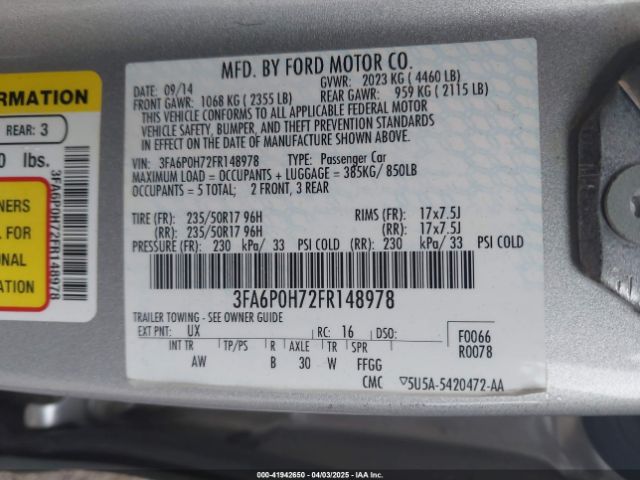 MFD. BY FORD MOTOR CO.
DATE: 09/14 GVWR: 2023 KG ( 4460 LB)
FRONT GAWR: 1068 KG ( 2355 LB) REAR GAWR: 959 KG ( 2115 LB)
THIS VEHICLE CONFORMS TO ALL APPLICABLE FEDERAL MOTOR
VEHICLE SAFETY, BUMPER, AND THEFT PREVENTION STANDARDS
IN EFFECT ON THE DATE OF MANUFACTURE SHOWN ABOVE.
VIN: 3FA6P0H72FR148978 TYPE: Passenger Car
MAXIMUM LOAD = OCCUPANTS + LUGGAGE = 385KG/ 850LB
OCCUPANTS = 5 TOTAL; 2 FRONT, 3 REAR
TIRE (FR): 235/50R17 96H RIMS (FR): 17x7.5J
(RR): 235/50R17 96H (RR): 17x7.5J
PRESSURE (FR): 230 kPa/ 33 PSI COLD (RR): 230 kPa/ 33 PSI COLD
3FA6P0H72FR148978
TRAILER TOWING - SEE OWNER GUIDE
EXT PNT: UX RC: 16 DSO: F0066
R0078
INT TR TP/PS R AXLE TR SPR
AW B 30 W FFGG
CMC ▽5U5A-5420472-AA
ORMATION
REAR: 3
0 lbs.
NERS
L FOR
ONAL
ATION
3FA6P0H72FR148978
000-41942650 - 04/03/2025 - IAA, Inc.